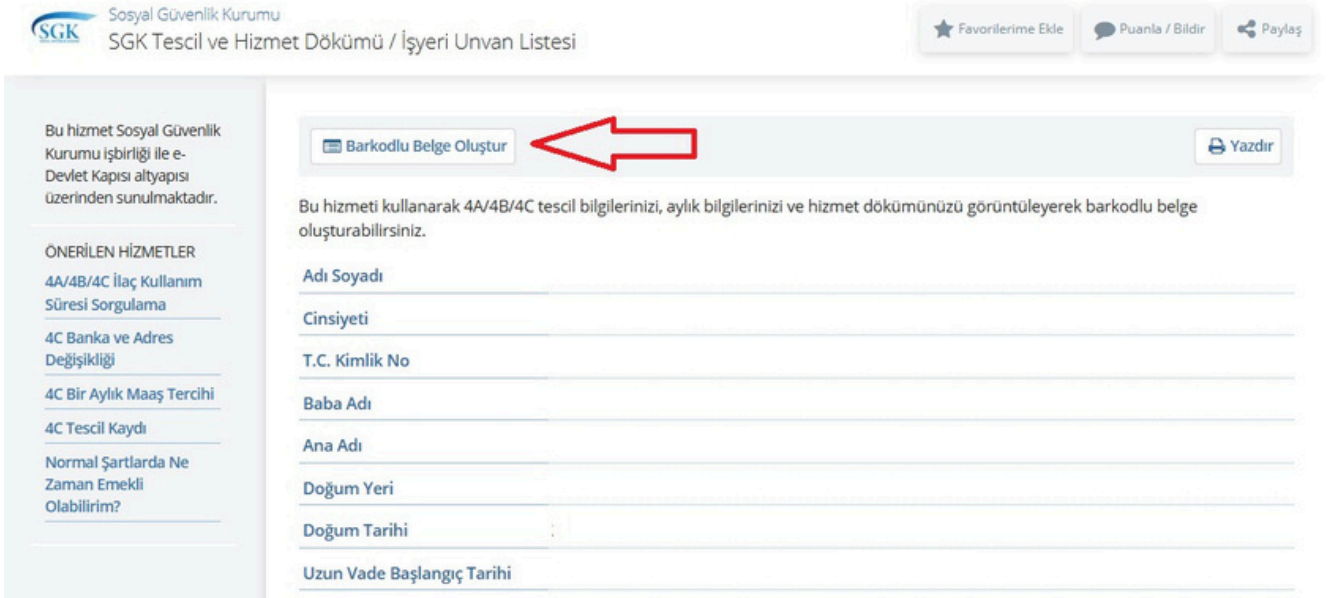 SGK
Sosyal Güvenlik Kurumu
SGK Tescil ve Hizmet Dökümü / İşyeri Unvan Listesi
Favorilerime Ekle
Puanla / Bildir
Paylaş
Bu hizmet Sosyal Güvenlik
Kurumu işbirliği ile e-
Devlet Kapısı altyapısı
üzerinden sunulmaktadır.
ÖNERİLEN HİZMETLER
4A/4B/4C İlaç Kullanım
Süresi Sorgulama
4C Banka ve Adres
Değişikliği
4C Bir Aylık Maaş Tercihi
4C Tescil Kaydı
Normal Şartlarda Ne
Zaman Emekli
Olabilirim?
Barkodlu Belge Oluştur
Yazdır
Bu hizmeti kullanarak 4A/4B/4C tescil bilgilerinizi, aylık bilgilerinizi ve hizmet dökümünüzü görüntüleyerek barkodlu belge
oluşturabilirsiniz.
Adı Soyadı
Cinsiyeti
T.C. Kimlik No
Baba Adı
Ana Adı
Doğum Yeri
Doğum Tarihi
Uzun Vade Başlangıç Tarihi